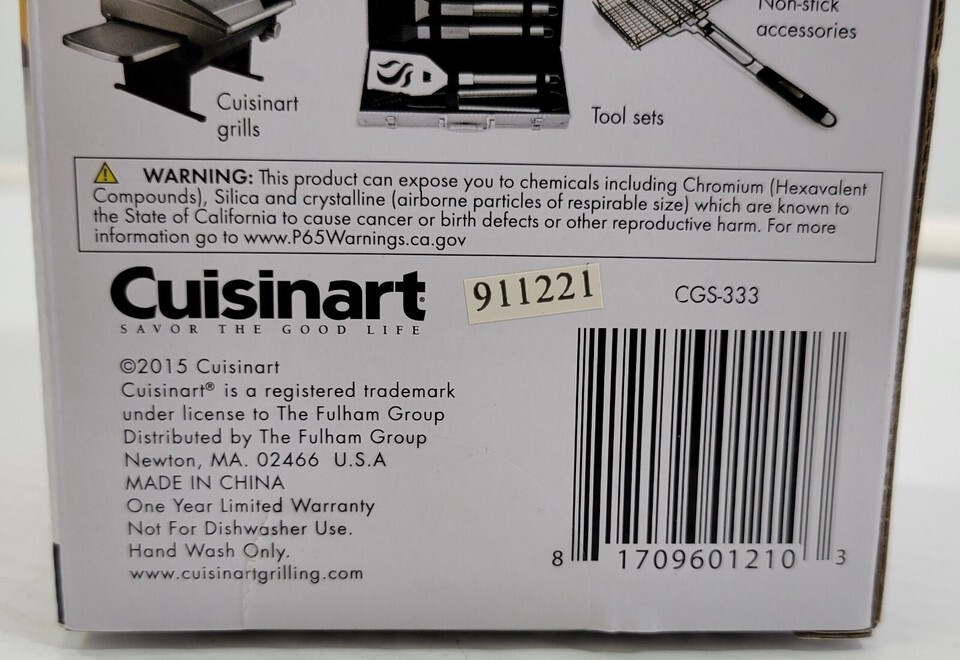 Non-stick
accessories
Cuisinart
grills
Tool sets
⚠ WARNING: This product can expose you to chemicals including Chromium (Hexavalent
Compounds), Silica and crystalline (airborne particles of respirable size) which are known to
the State of California to cause cancer or birth defects or other reproductive harm. For more
information go to www.P65Warnings.ca.gov
Cuisinart
SAVOR THE GOOD LIFE
911221
CGS-333
©2015 Cuisinart
Cuisinart® is a registered trademark
under license to The Fulham Group
Distributed by The Fulham Group
Newton, MA. 02466 U.S.A
MADE IN CHINA
One Year Limited Warranty
Not For Dishwasher Use.
Hand Wash Only.
www.cuisinartgrilling.com
8 1709601210 3